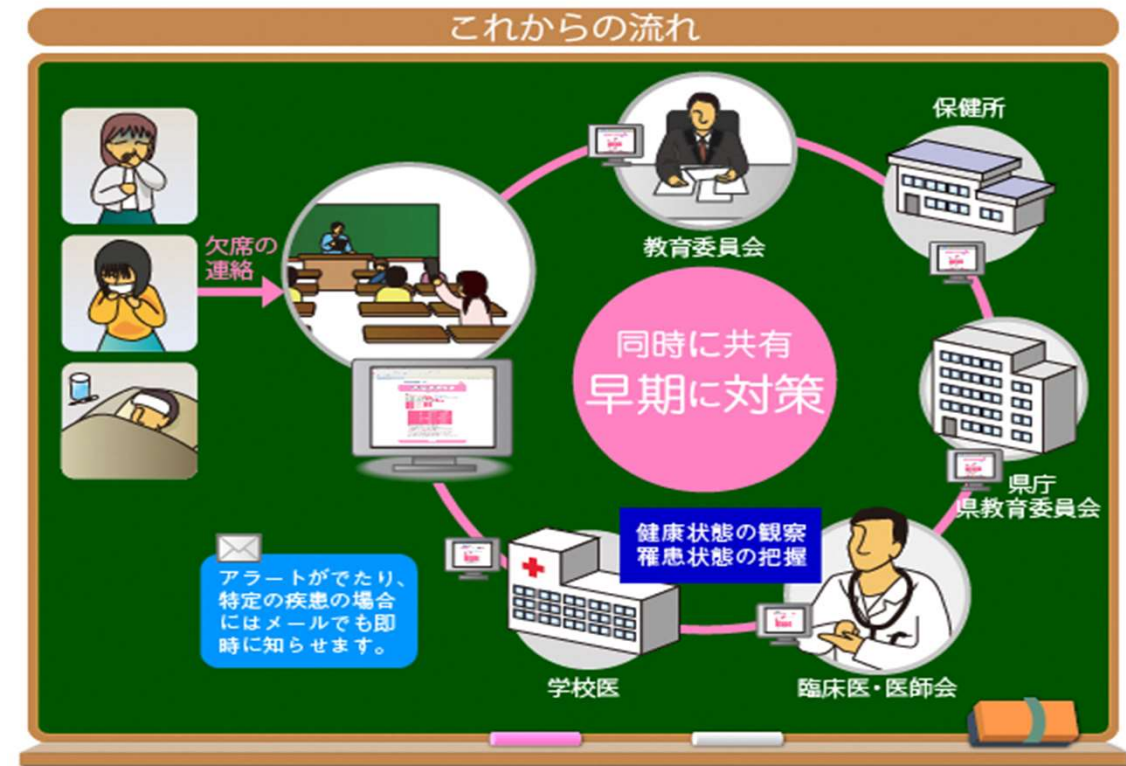 これからの流れ
欠席の
連絡
教育委員会
保健所
同時に共有
早期に対策
県庁
県教育委員会
健康状態の観察
罹患状態の把握
アラートがでたり、
特定の疾患の場合
にはメールでも即
時に知らせます。
学校医
臨床医・医師会